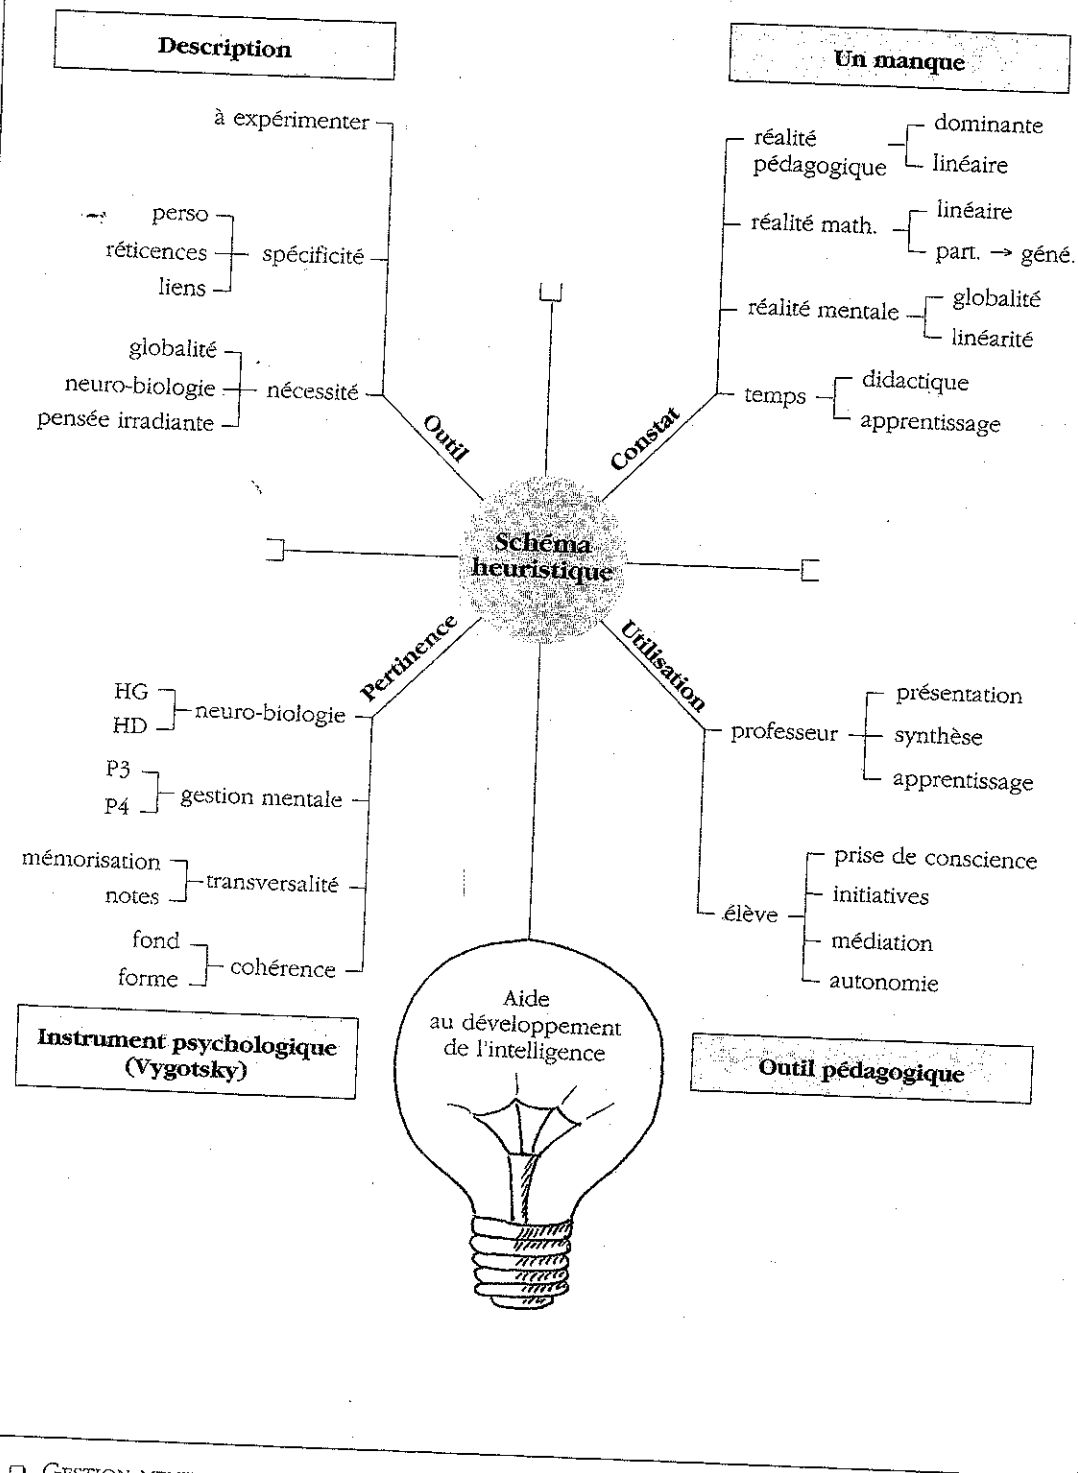 Description
à expérimenter
perso
réticences
liens
spécificité
globalité
neuro-biologie
pensée irradiante
nécessité
Outil
Un manque
réalité
pédagogique
dominante
linéaire
réalité math.
linéaire
part. → géné.
réalité mentale
globalité
linéarité
temps
didactique
apprentissage
Constat
Schéma
heuristique
Pertinence
HG
HD
neuro-biologie
P3
P4
gestion mentale
mémorisation
notes
transversalité
fond
forme
cohérence
Instrument psychologique
(Vygotsky)
Utilisation
professeur
présentation
synthèse
apprentissage
élève
prise de conscience
initiatives
médiation
autonomie
Outil pédagogique
Aide
au développement
de l'intelligence
GESTION